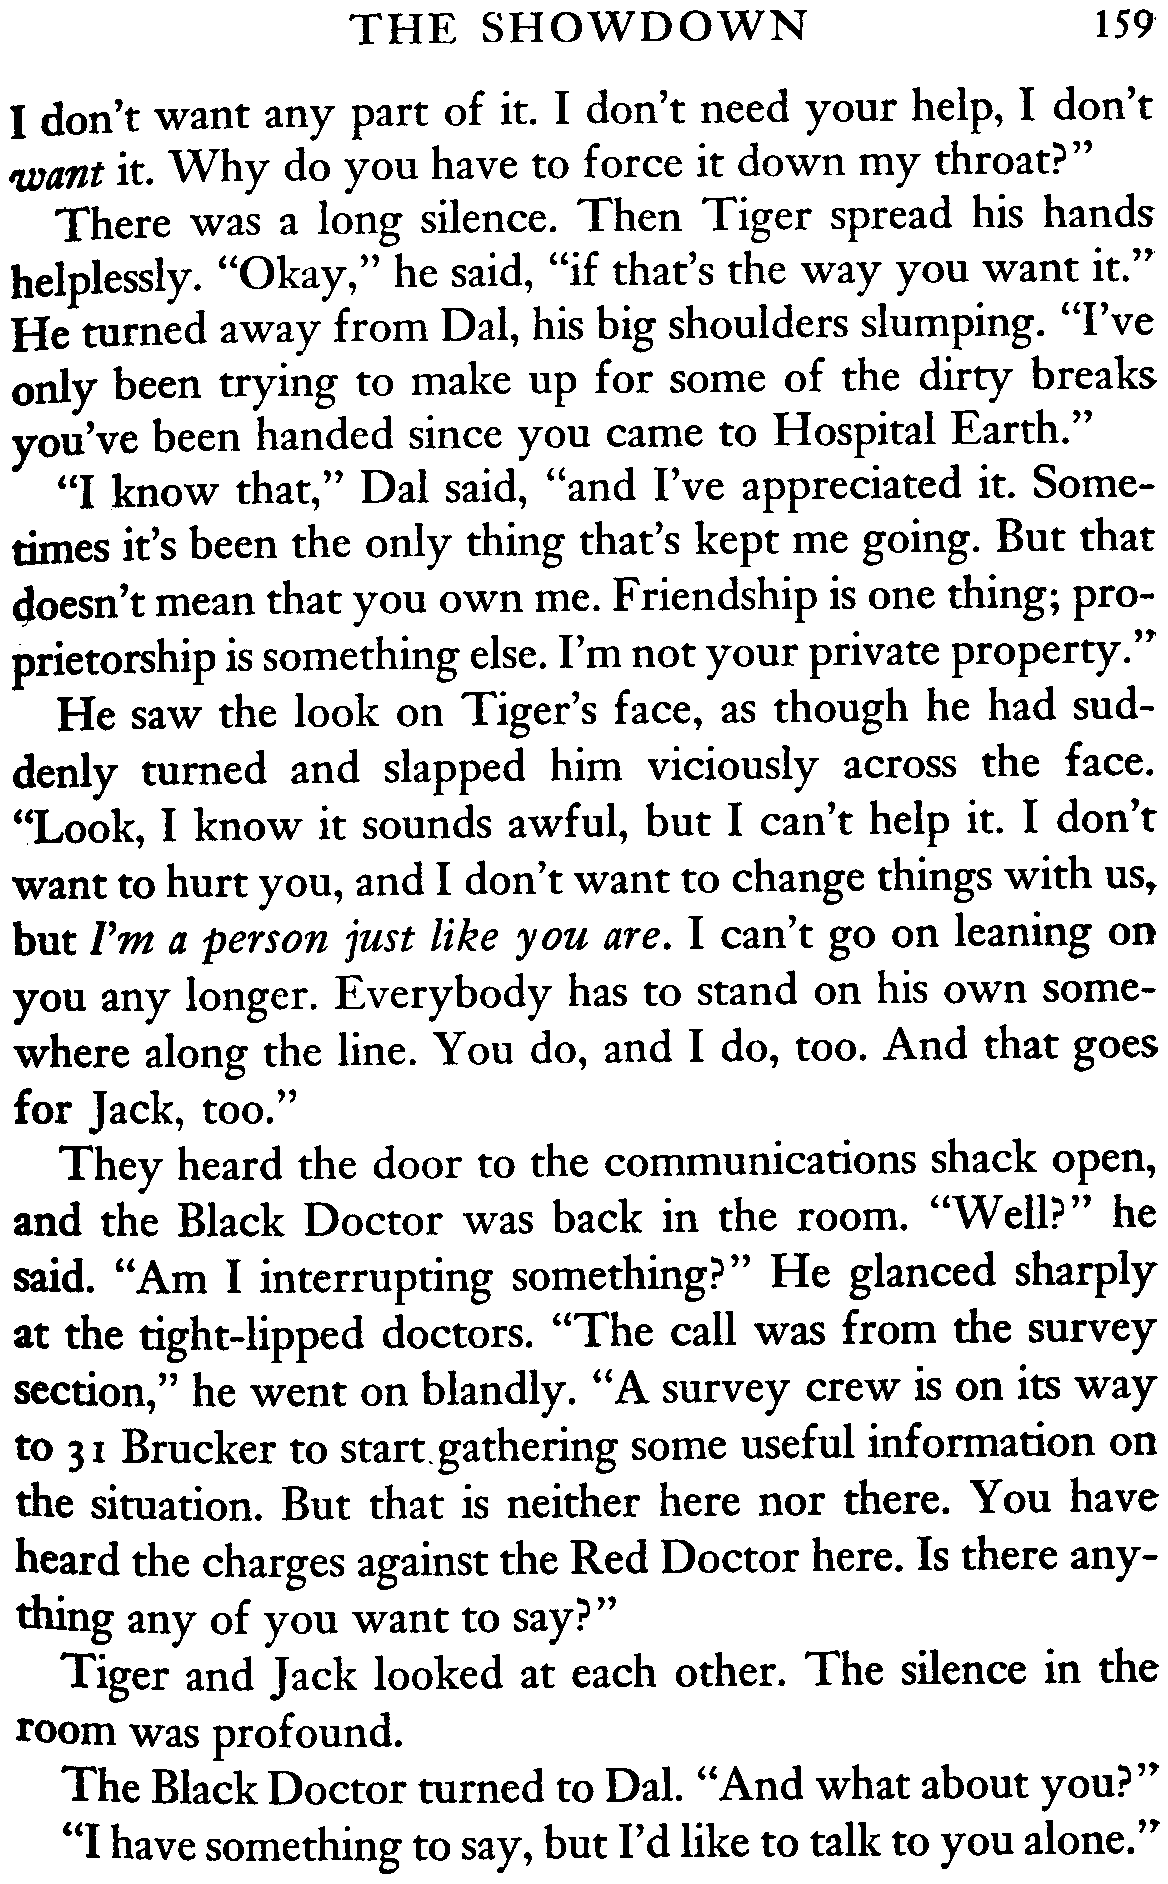 THE SHOWDOWN 159
I don't want any part of it. I don't need your help, I don't
want it. Why do you have to force it down my throat?"
There was a long silence. Then Tiger spread his hands
helplessly. "Okay," he said, "if that's the way you want it."
He turned away from Dal, his big shoulders slumping. "I've
only been trying to make up for some of the dirty breaks
you've been handed since you came to Hospital Earth."
"I know that," Dal said, "and I've appreciated it. Some-
times it's been the only thing that's kept me going. But that
doesn't mean that you own me. Friendship is one thing; pro-
prietorship is something else. I'm not your private property."
He saw the look on Tiger's face, as though he had sud-
denly turned and slapped him viciously across the face.
"Look, I know it sounds awful, but I can't help it. I don't
want to hurt you, and I don't want to change things with us,
but I'm a person just like you are. I can't go on leaning on
you any longer. Everybody has to stand on his own some-
where along the line. You do, and I do, too. And that goes
for Jack, too."
They heard the door to the communications shack open,
and the Black Doctor was back in the room. "Well?" he
said. "Am I interrupting something?" He glanced sharply
at the tight-lipped doctors. "The call was from the survey
section," he went on blandly. "A survey crew is on its way
to 31 Brucker to start gathering some useful information on
the situation. But that is neither here nor there. You have
heard the charges against the Red Doctor here. Is there any-
thing any of you want to say?"
Tiger and Jack looked at each other. The silence in the
room was profound.
The Black Doctor turned to Dal. "And what about you?"
"I have something to say, but I'd like to talk to you alone."